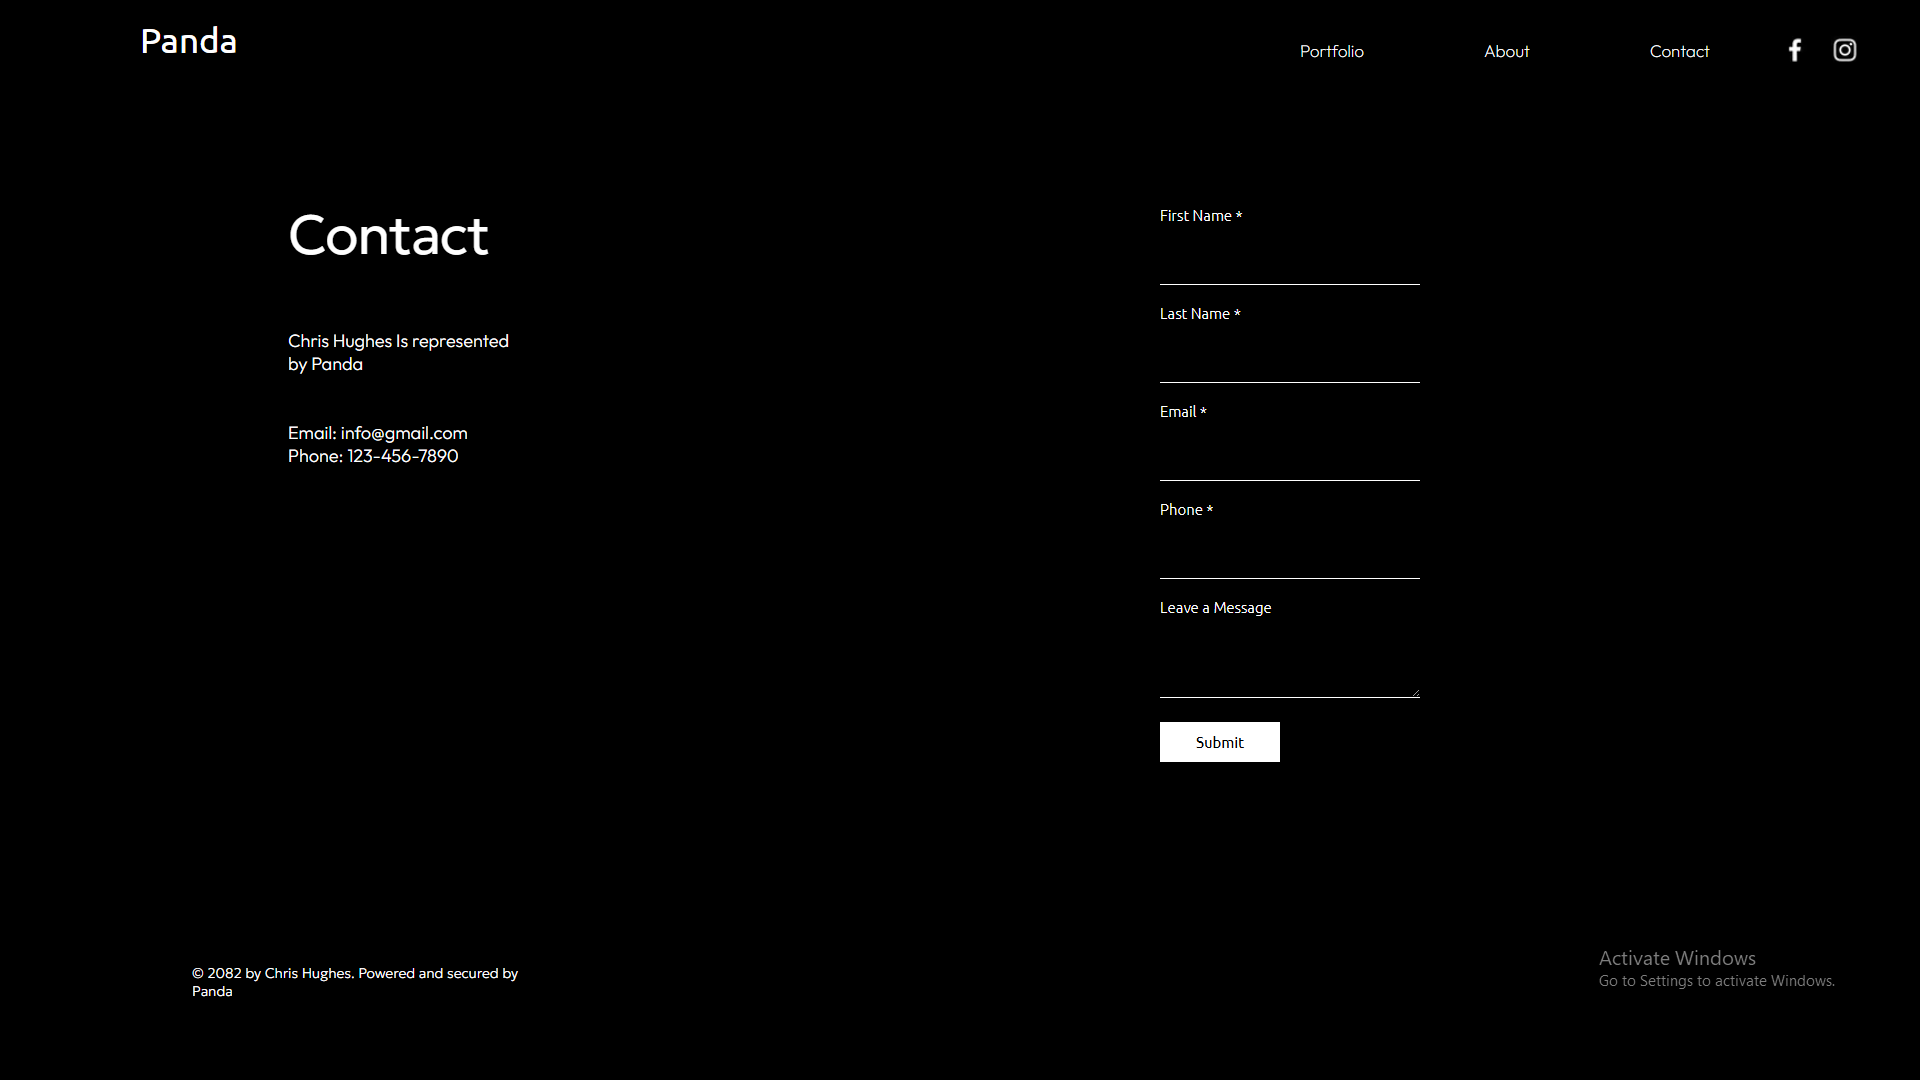 Panda
Portfolio
About
Contact
Contact
Chris Hughes Is represented
by Panda
Email: info@gmail.com
Phone: 123-456-7890
First Name *
Last Name *
Email *
Phone *
Leave a Message
Submit
© 2082 by Chris Hughes. Powered and secured by
Panda
Activate Windows
Go to Settings to activate Windows.